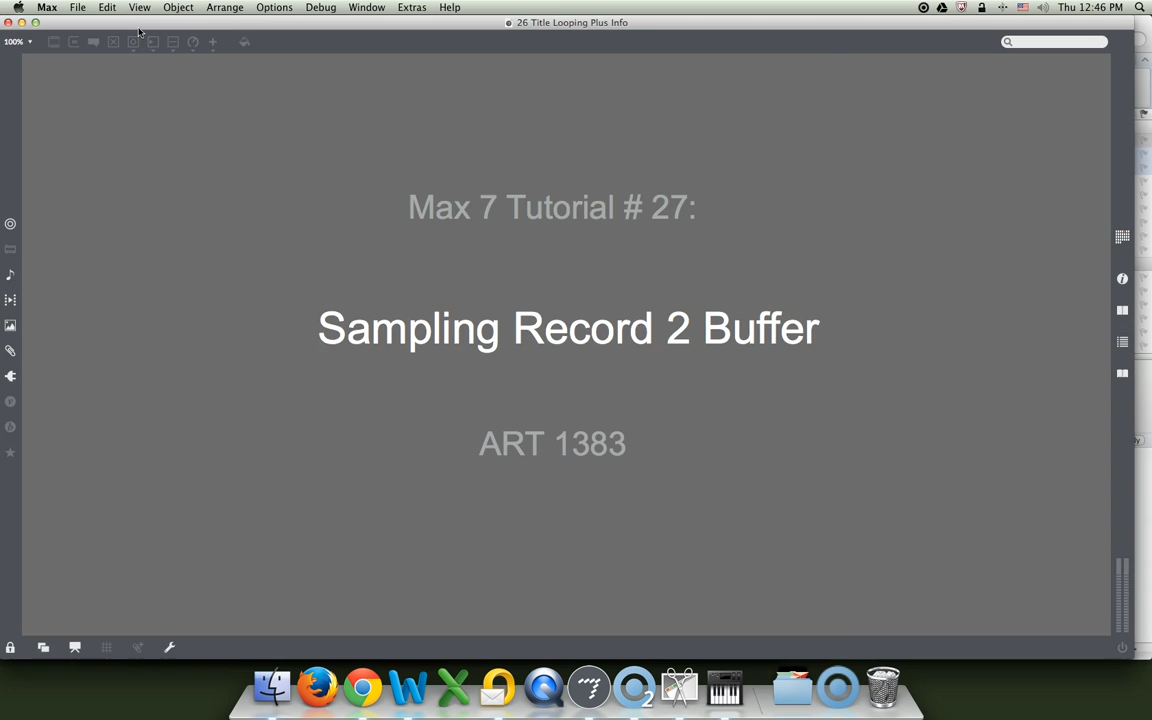 Max File Edit View Object Arrange Options Debug Window Extras Help Thu 12:46 PM
26 Title Looping Plus Info
100%
Max 7 Tutorial # 27:
Sampling Record 2 Buffer
ART 1383
2